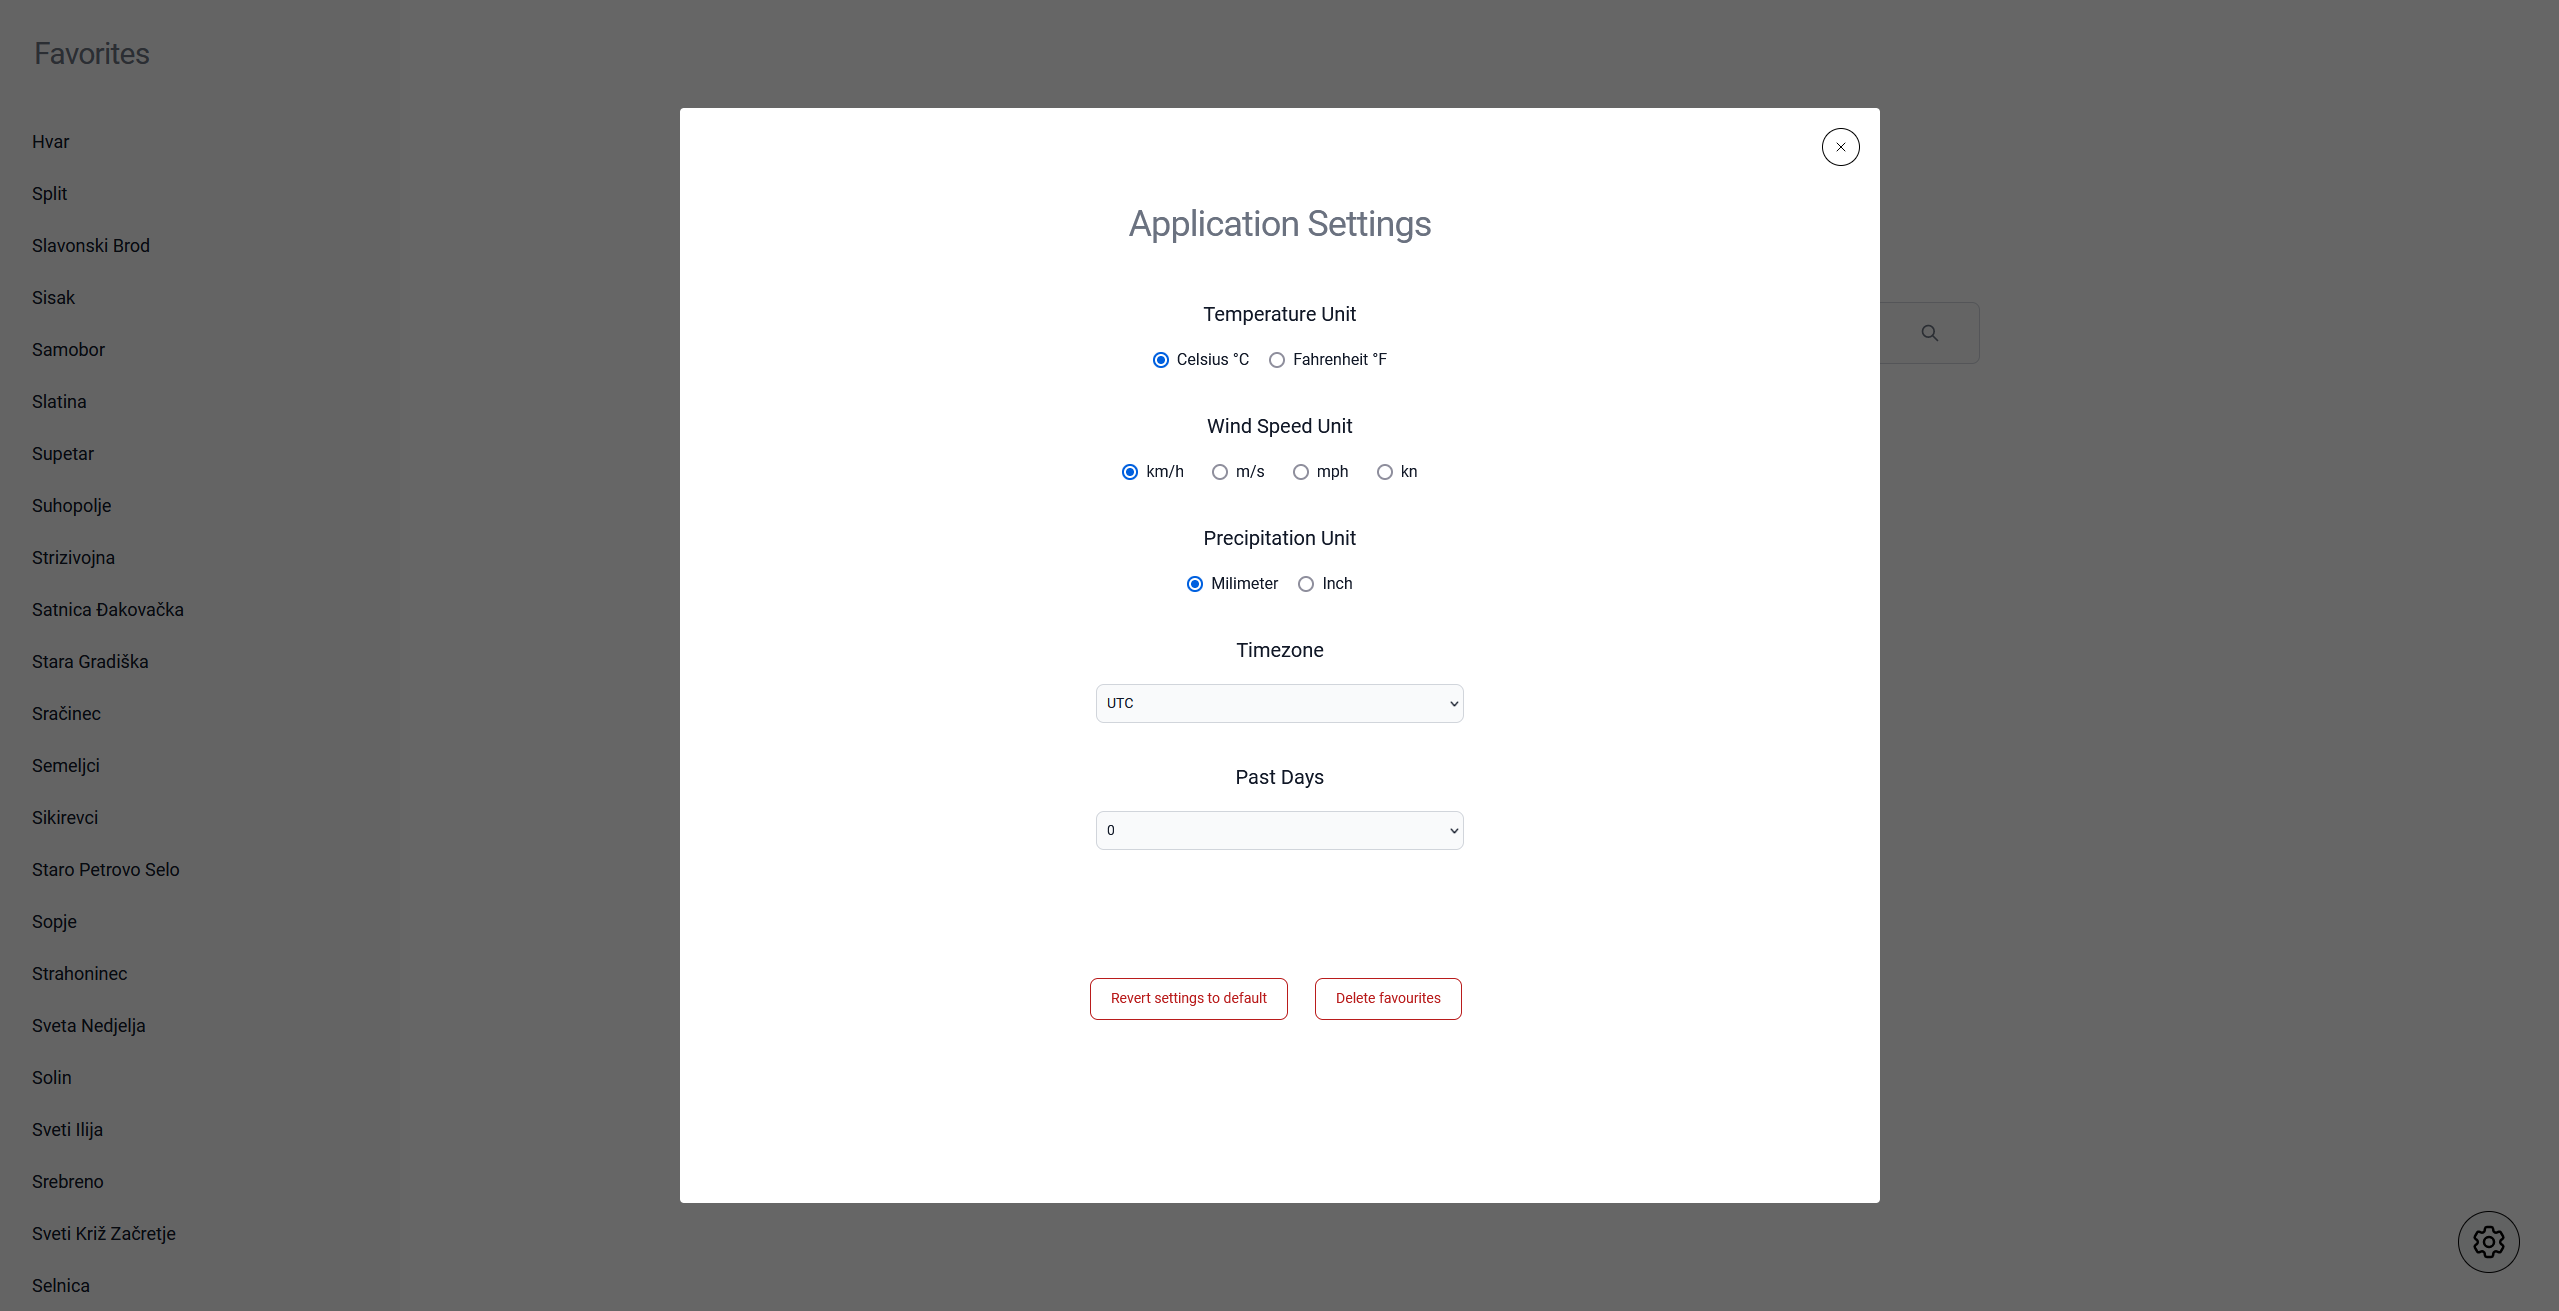 Favorites
Hvar
Split
Slavonski Brod
Sisak
Samobor
Slatina
Supetar
Suhopolje
Strizivojna
Satnica Đakovačka
Stara Gradiška
Sračinec
Semeljci
Sikirevci
Staro Petrovo Selo
Sopje
Strahoninec
Sveta Nedjelja
Solin
Sveti Ilija
Srebreno
Sveti Križ Začretje
Selnica
Application Settings
Temperature Unit
Celsius °C Fahrenheit °F
Wind Speed Unit
km/h m/s mph kn
Precipitation Unit
Milimeter Inch
Timezone
UTC
Past Days
0
Revert settings to default Delete favourites